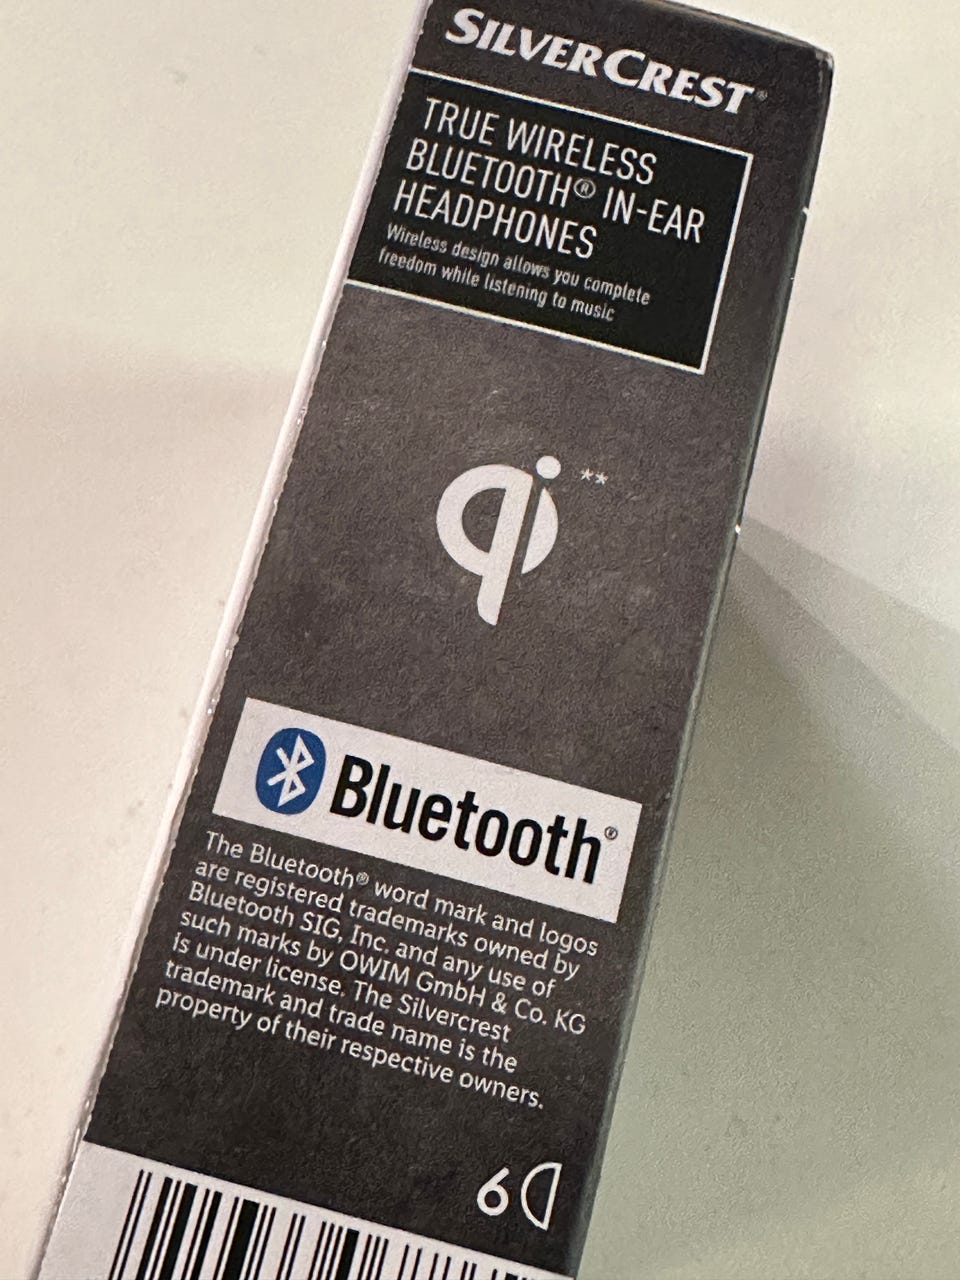 SILVERCREST®
TRUE WIRELESS
BLUETOOTH® IN-EAR
HEADPHONES
Wireless design allows you complete
freedom while listening to music
qi**
Bluetooth®
The Bluetooth® word mark and logos
are registered trademarks owned by
Bluetooth SIG, Inc. and any use of
such marks by OWIM GmbH & Co. KG
is under license. The Silvercrest
trademark and trade name is the
property of their respective owners.
6